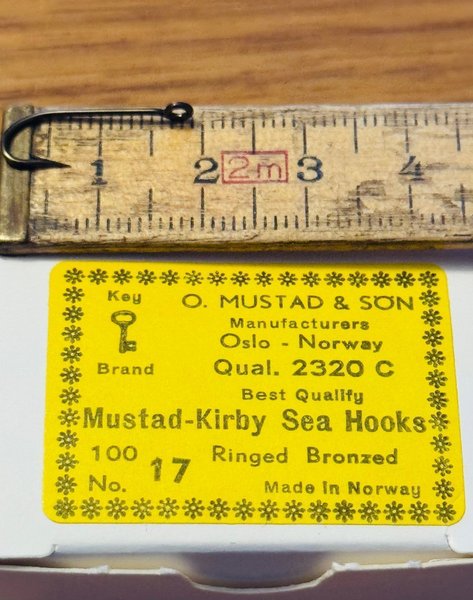 1 2 2m 3 4
Key
O. MUSTAD & SÖN
Manufacturers
Oslo - Norway
Brand
Qual. 2320 C
Best Quality
Mustad-Kirby Sea Hooks
100 Ringed Bronzed
No. 17 Made in Norway